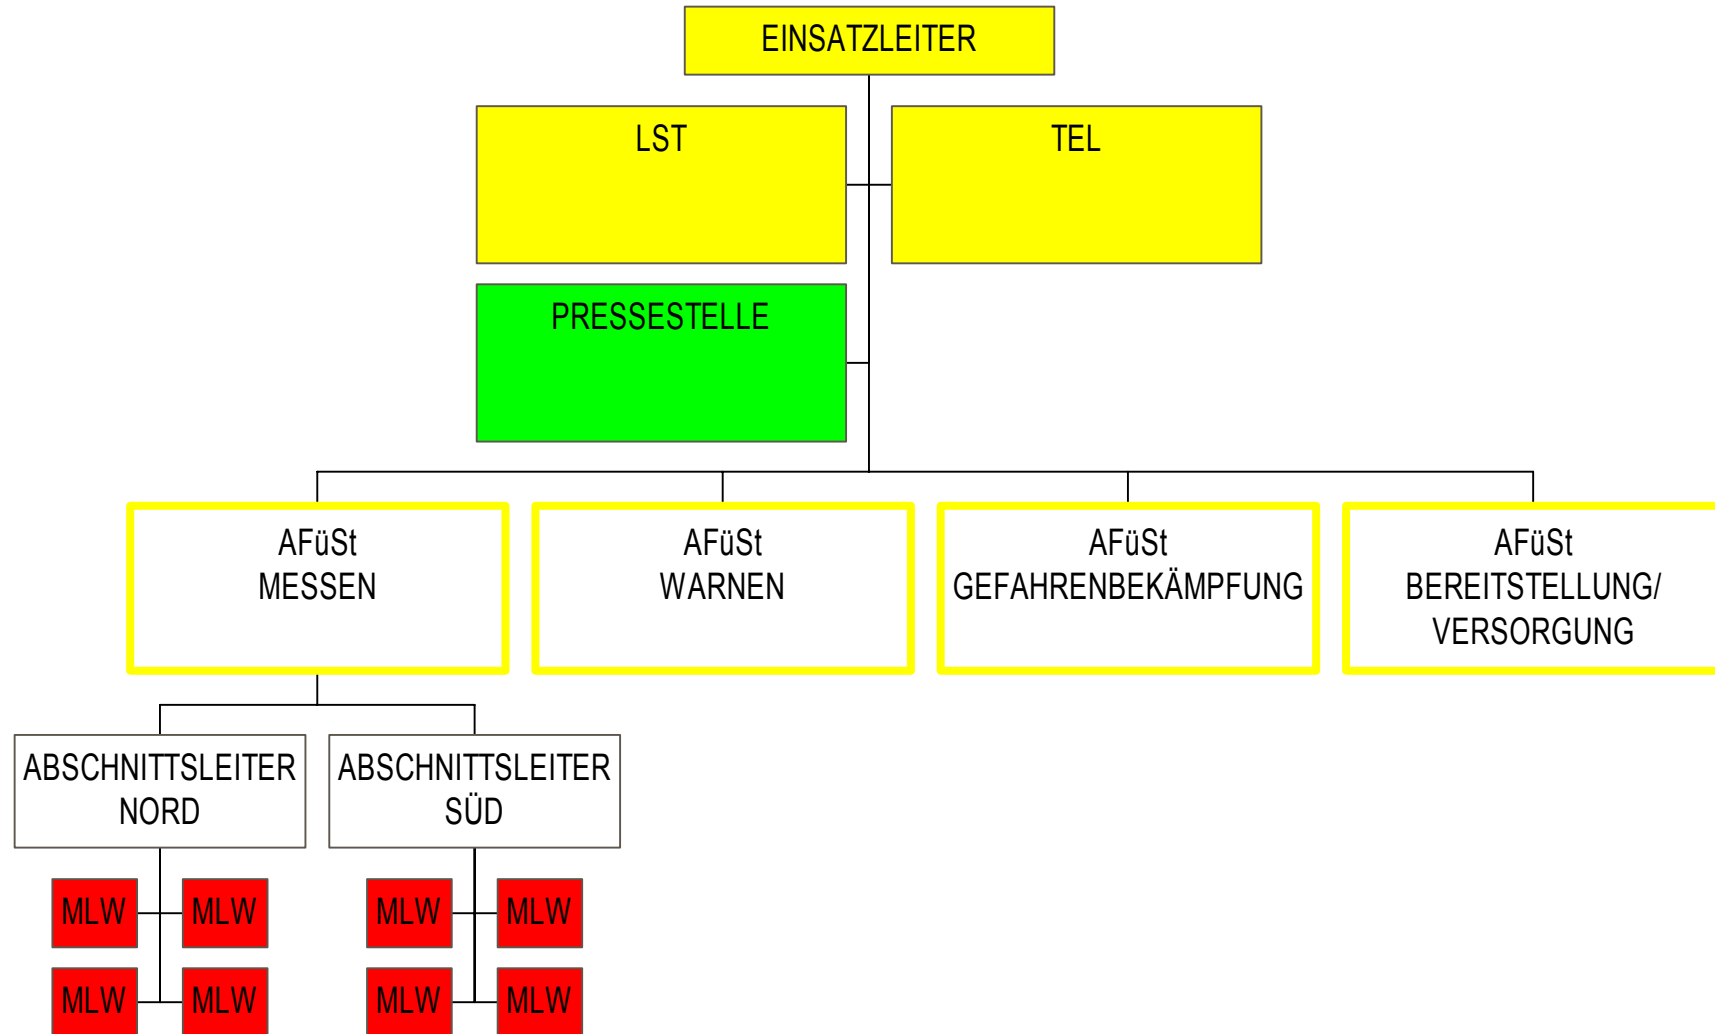 EINSATZLEITER
LST
TEL
PRESSESTELLE
AFüSt
MESSEN
AFüSt
WARNEN
AFüSt
GEFAHRENBEKÄMPFUNG
AFüSt
BEREITSTELLUNG/
VERSORGUNG
ABSCHNITTSLEITER
NORD
ABSCHNITTSLEITER
SÜD
MLW
MLW
MLW
MLW
MLW
MLW
MLW
MLW